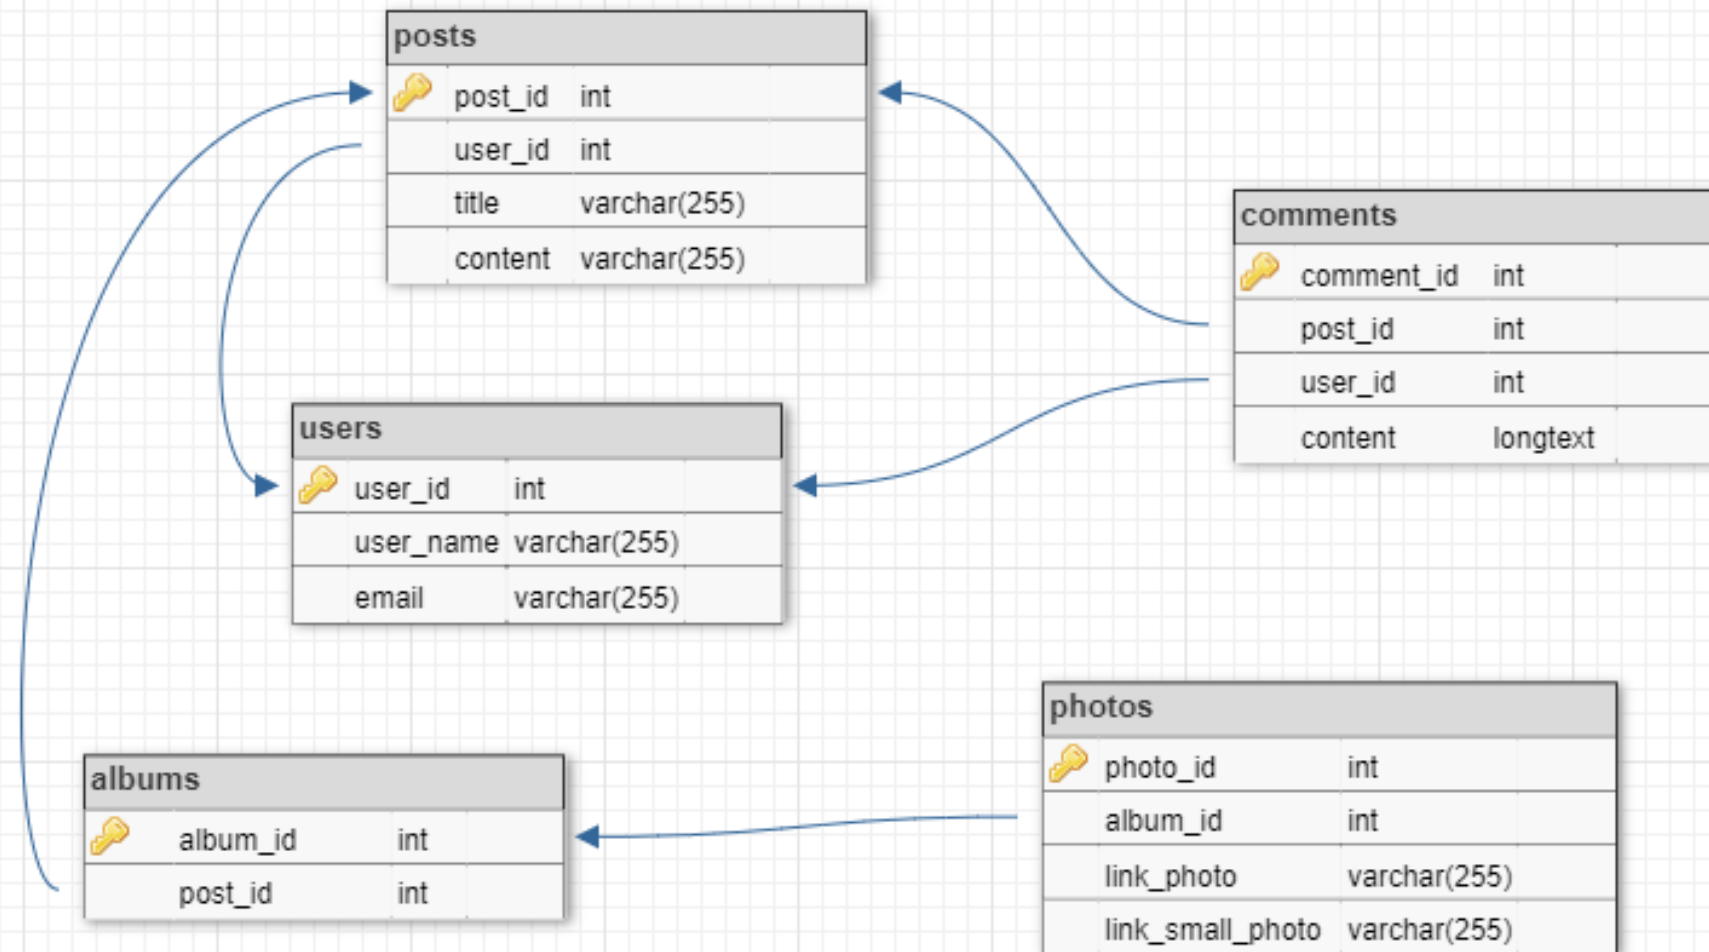 posts
post_id int
user_id int
title varchar(255)
content varchar(255)
comments
comment_id int
post_id int
user_id int
content longtext
users
user_id int
user_name varchar(255)
email varchar(255)
photos
photo_id int
album_id int
link_photo varchar(255)
link_small_photo varchar(255)
albums
album_id int
post_id int